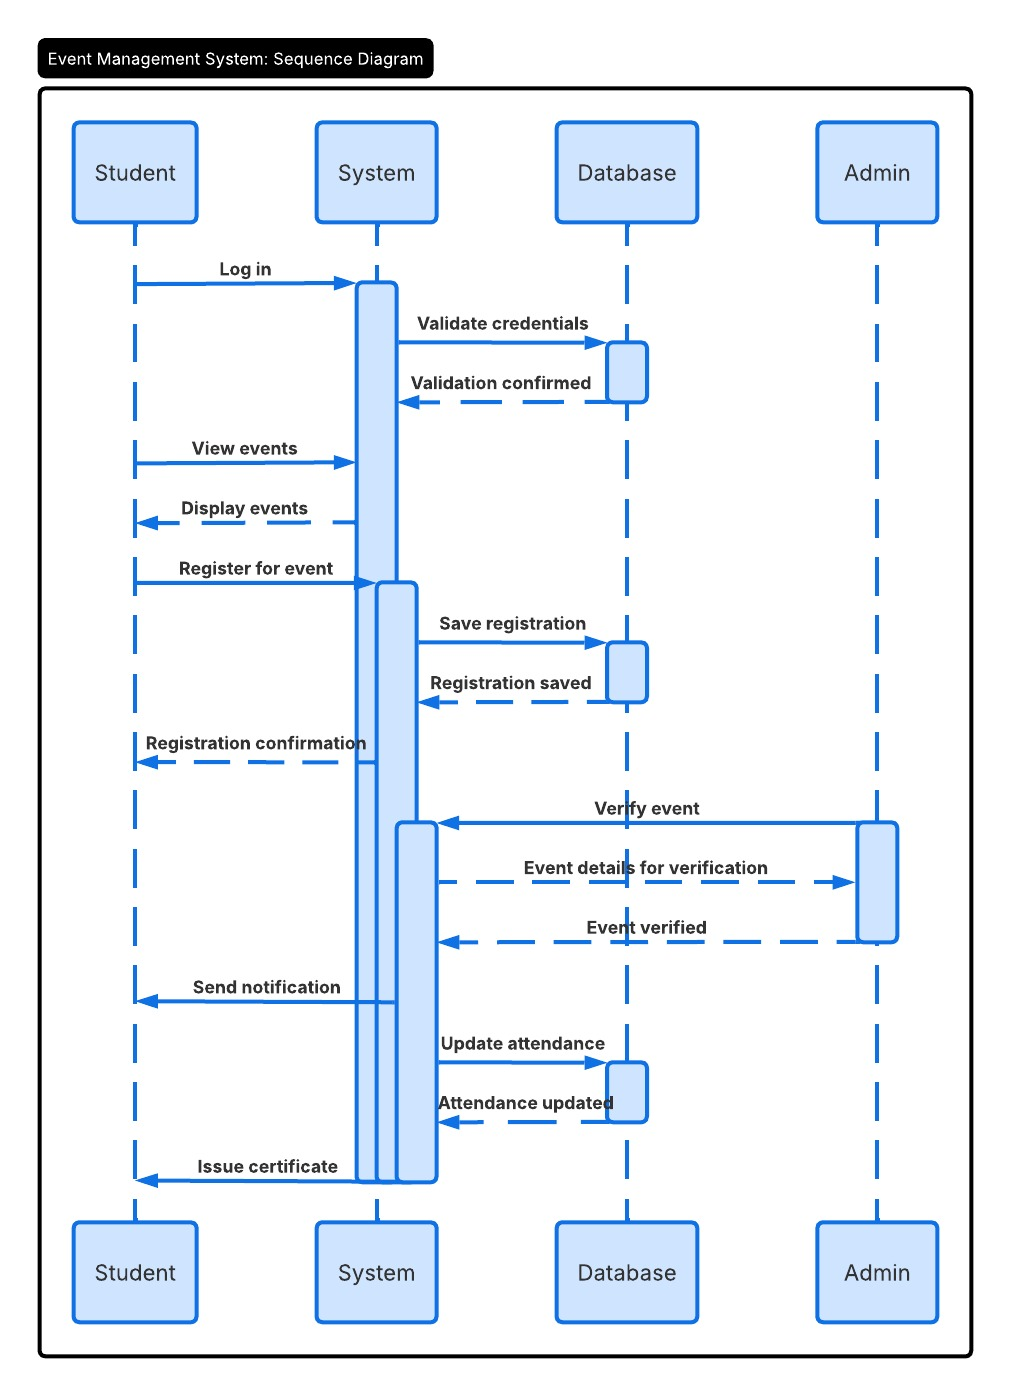 Event Management System: Sequence Diagram
Student
System
Database
Admin
Log in
Validate credentials
Validation confirmed
View events
Display events
Register for event
Save registration
Registration saved
Registration confirmation
Verify event
Event details for verification
Event verified
Send notification
Update attendance
Attendance updated
Issue certificate
Student
System
Database
Admin